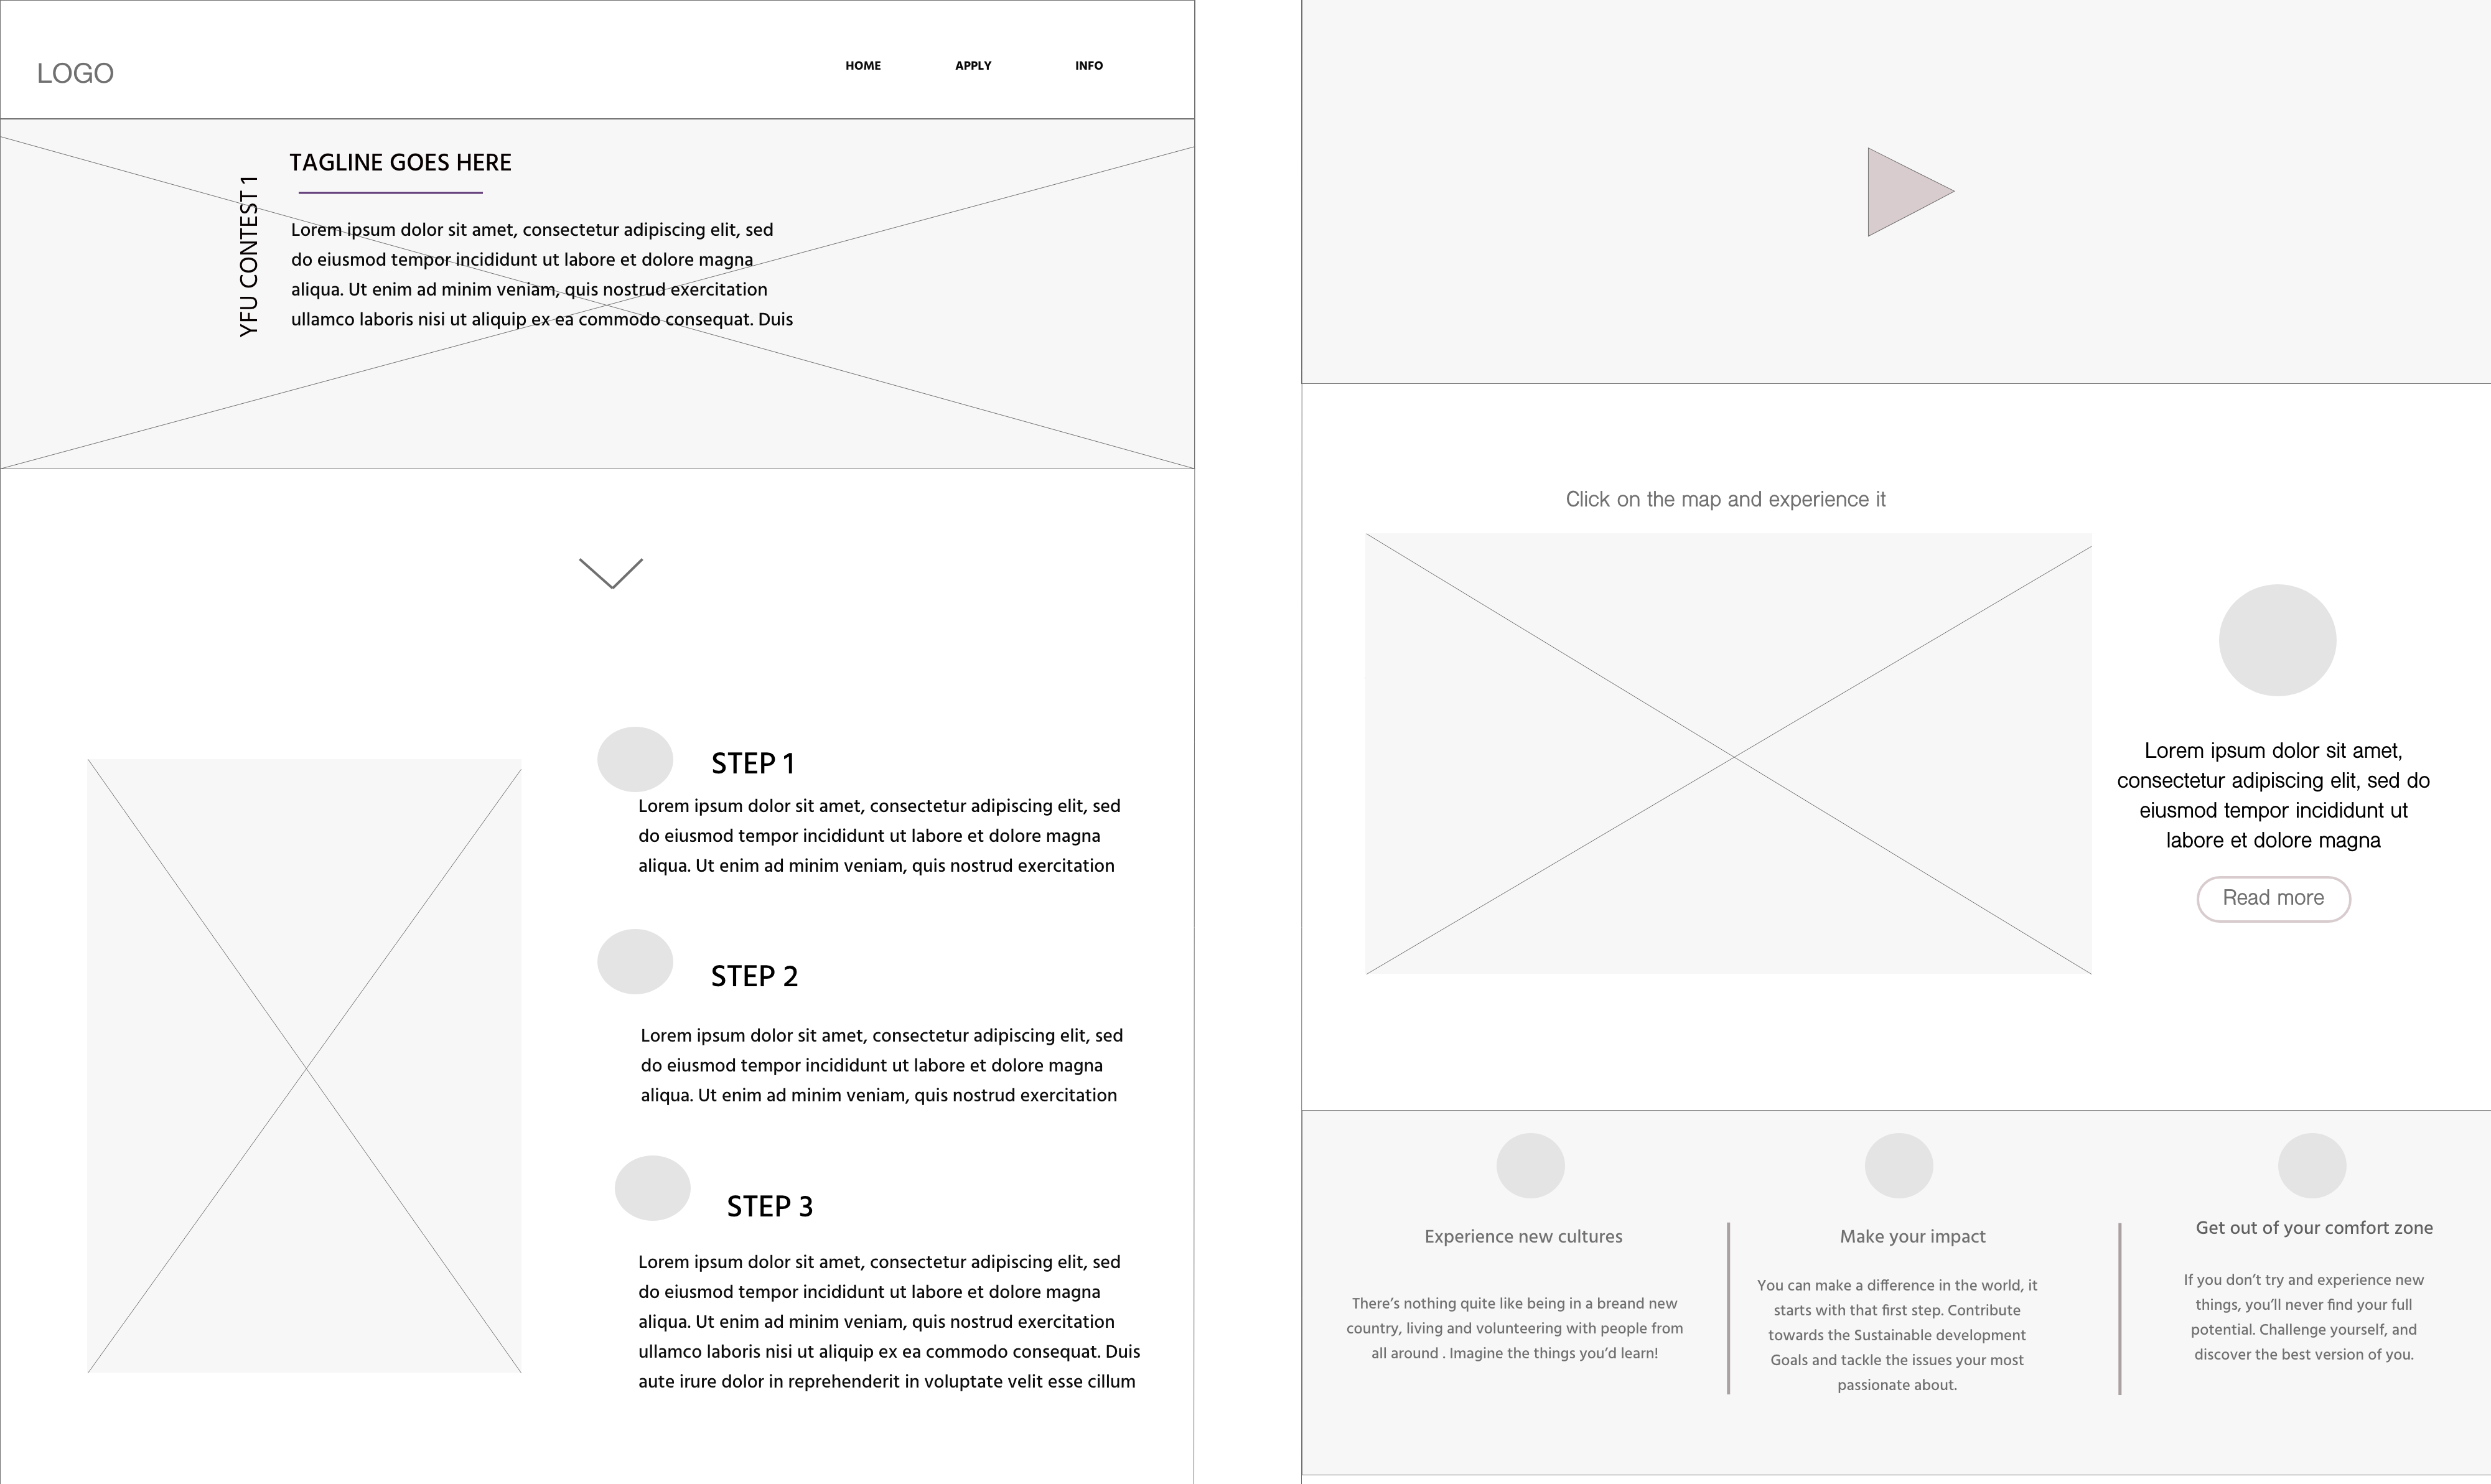 LOGO
HOME
APPLY
INFO
TAGLINE GOES HERE
YFU CONTEST 1
Lorem ipsum dolor sit amet, consectetur adipiscing elit, sed
do eiusmod tempor incididunt ut labore et dolore magna
aliqua. Ut enim ad minim veniam, quis nostrud exercitation
ullamco laboris nisi ut aliquip ex ea commodo consequat. Duis
STEP 1
Lorem ipsum dolor sit amet, consectetur adipiscing elit, sed
do eiusmod tempor incididunt ut labore et dolore magna
aliqua. Ut enim ad minim veniam, quis nostrud exercitation
STEP 2
Lorem ipsum dolor sit amet, consectetur adipiscing elit, sed
do eiusmod tempor incididunt ut labore et dolore magna
aliqua. Ut enim ad minim veniam, quis nostrud exercitation
STEP 3
Lorem ipsum dolor sit amet, consectetur adipiscing elit, sed
do eiusmod tempor incididunt ut labore et dolore magna
aliqua. Ut enim ad minim veniam, quis nostrud exercitation
ullamco laboris nisi ut aliquip ex ea commodo consequat. Duis
aute irure dolor in reprehenderit in voluptate velit esse cillum
Click on the map and experience it
Lorem ipsum dolor sit amet,
consectetur adipiscing elit, sed do
eiusmod tempor incididunt ut
labore et dolore magna
Read more
Experience new cultures
There’s nothing quite like being in a breand new
country, living and volunteering with people from
all around . Imagine the things you’d learn!
Make your impact
You can make a difference in the world, it
starts with that first step. Contribute
towards the Sustainable development
Goals and tackle the issues your most
passionate about.
Get out of your comfort zone
If you don’t try and experience new
things, you’ll never find your full
potential. Challenge yourself, and
discover the best version of you.